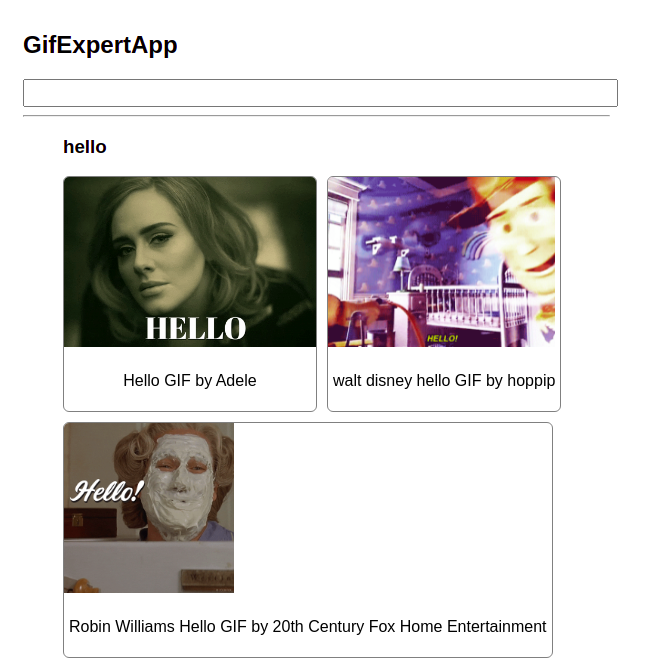 GifExpertApp
hello
HELLO
Hello GIF by Adele
HELLO!
walt disney hello GIF by hoppip
Hello!
Robin Williams Hello GIF by 20th Century Fox Home Entertainment